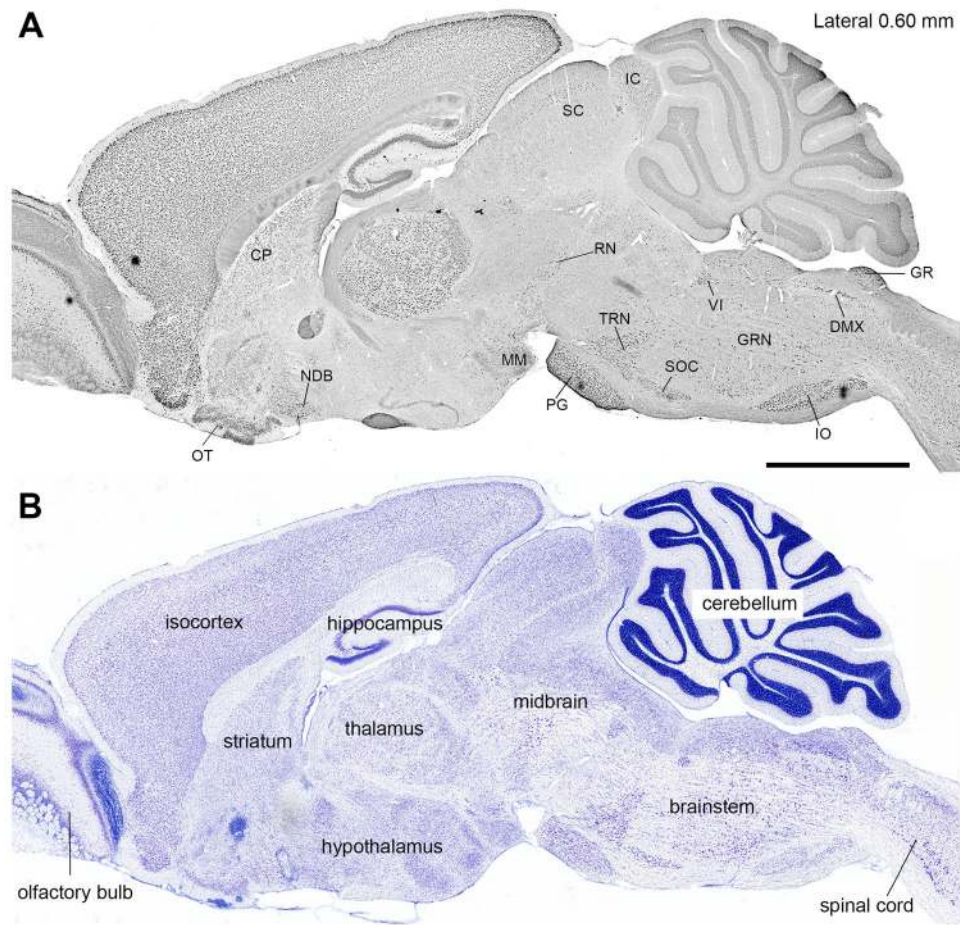 A
Lateral 0.60 mm
IC
SC
CP
RN
GR
VI
DMX
TRN
GRN
MM
SOC
NDB
PG
IO
OT
B
cerebellum
isocortex
hippocampus
midbrain
thalamus
striatum
brainstem
hypothalamus
olfactory bulb
spinal cord